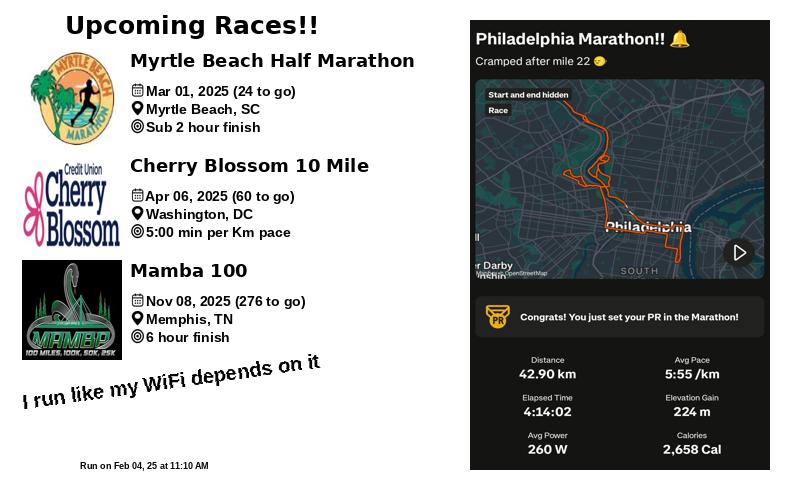 Upcoming Races!!
MYRTLE BEACH
MARATHON
Myrtle Beach Half Marathon
Mar 01, 2025 (24 to go)
Myrtle Beach, SC
Sub 2 hour finish
Credit Union
Cherry
Blossom
Cherry Blossom 10 Mile
Apr 06, 2025 (60 to go)
Washington, DC
5:00 min per Km pace
MAMBA
100 MILES, 100K, 50K, 25K
Mamba 100
Nov 08, 2025 (276 to go)
Memphis, TN
6 hour finish
I run like my WiFi depends on it
Run on Feb 04, 25 at 11:10 AM
Philadelphia Marathon!! 🔔
Cramped after mile 22
Start and end hidden
Race
Philadelphia
ll
er Darby
SOUTH
OpenStreetMap
PR
Congrats! You just set your PR in the Marathon!
Distance
42.90 km
Avg Pace
5:55 /km
Elapsed Time
4:14:02
Elevation Gain
224 m
Avg Power
260 W
Calories
2,658 Cal